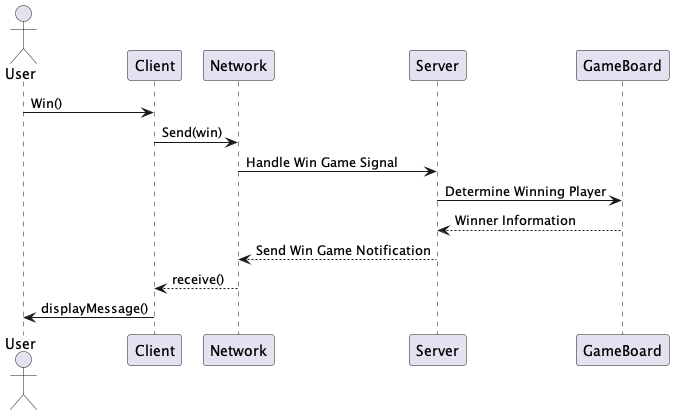 User
Client
Network
Server
GameBoard
Win()
Send(win)
Handle Win Game Signal
Determine Winning Player
Winner Information
Send Win Game Notification
receive()
displayMessage()
User
Client
Network
Server
GameBoard